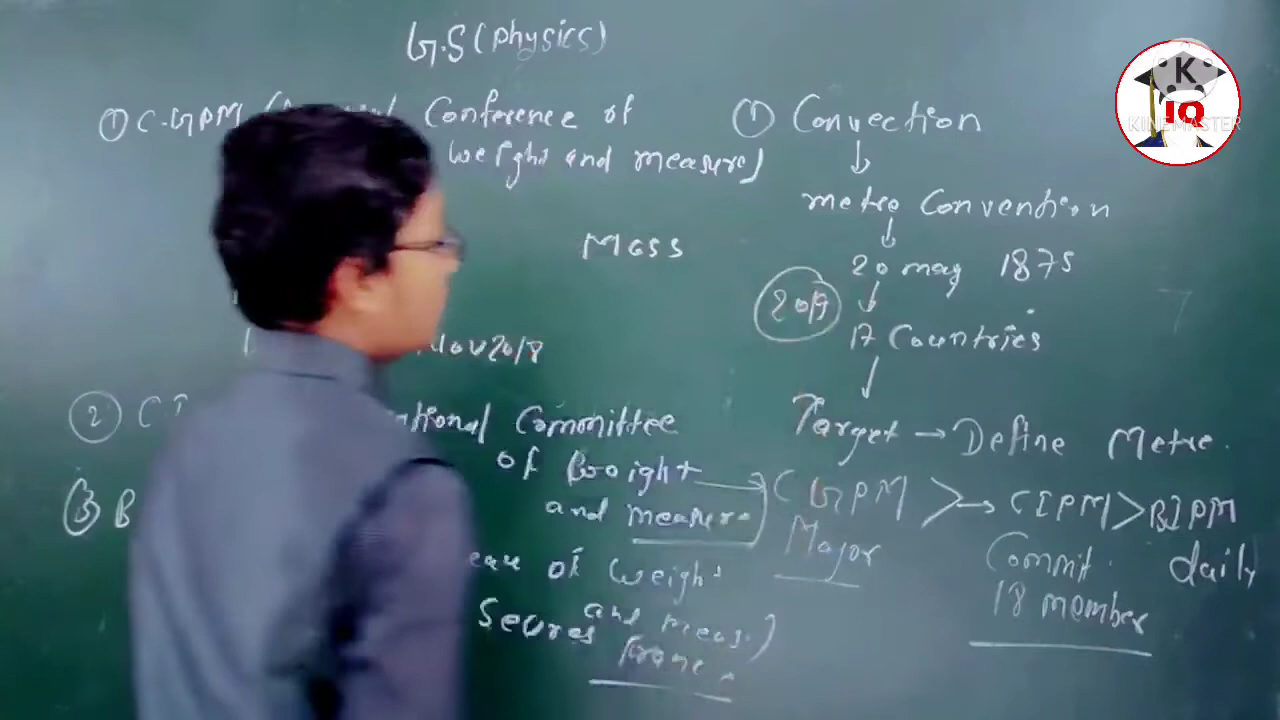 G.S (Physics)
① C.GPM ( Conference of
Weight and measure)
Mass
Nov 2018
② C
ational Committee
of Weight
and measure
③ B
eau of Weight
and meas.)
Sevres France.
① Convection
metre Convention
20 may 1875
2019
17 Countries
Target → Define Metre.
CGPM > → CIPM > BIPM
Major
Commit. daily
18 member
K
IQ
KINEMASTER